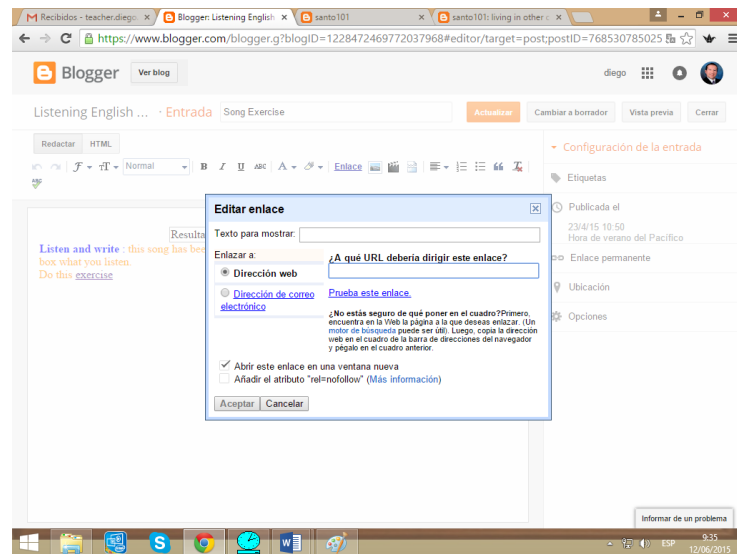 Recibidos - teacher.diego.
Blogger: Listening English
santo101
santo101: living in other c
https://www.blogger.com/blogger.g?blogID=1228472469772037968#editor/target=post;postID=768530785025
Blogger
Ver blog
diego
Listening English ... · Entrada
Song Exercise
Actualizar
Cambiar a borrador
Vista previa
Cerrar
Redactar
HTML
Normal
B I U ABC A Enlace
ABC
Configuración de la entrada
Etiquetas
Publicada el
23/4/15 10:50
Hora de verano del Pacífico
Enlace permanente
Ubicación
Opciones
Resulta
Listen and write : this song has bee
box what you listen.
Do this exercise
Editar enlace
Texto para mostrar:
Enlazar a:
Dirección web
Dirección de correo
electrónico
¿A qué URL debería dirigir este enlace?
Prueba este enlace.
¿No estás seguro de qué poner en el cuadro?Primero,
encuentra en la Web la página a la que deseas enlazar. (Un
motor de búsqueda puede ser útil). Luego, copia la dirección
web en el cuadro de la barra de direcciones del navegador
y pégalo en el cuadro anterior.
Abrir este enlace en una ventana nueva
Añadir el atributo "rel=nofollow" (Más información)
Aceptar
Cancelar
Informar de un problema
ESP
9:35
12/06/2015